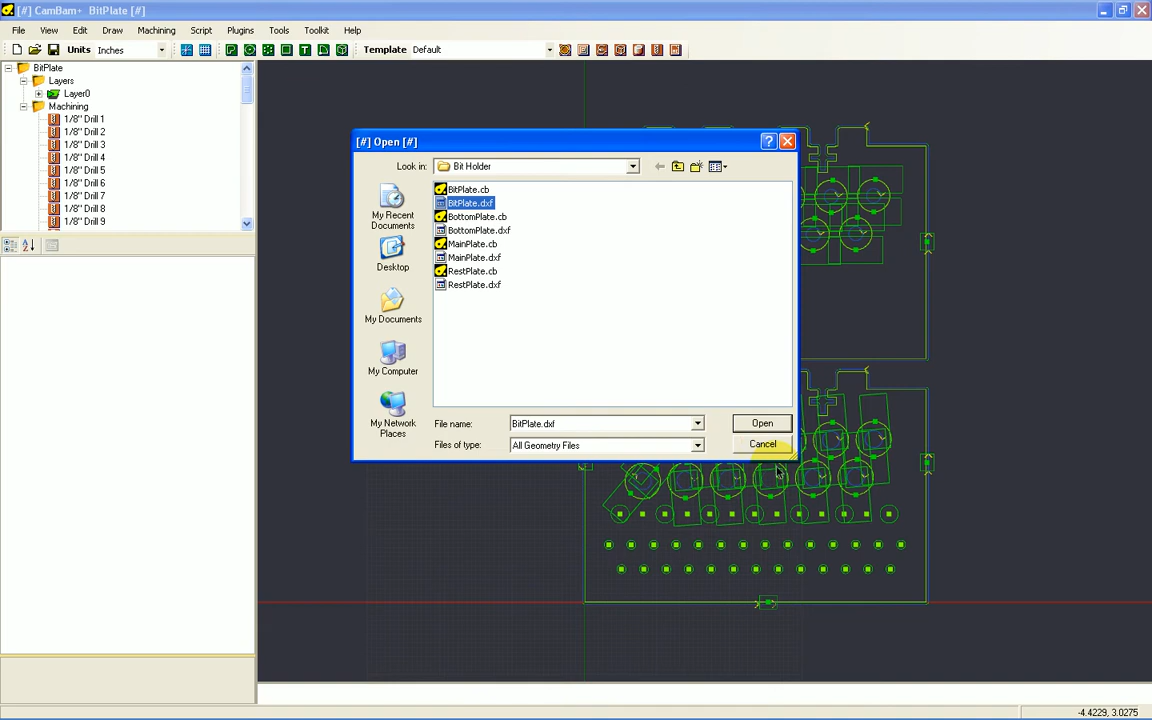 [#] CamBam+  BitPlate [#]
File View Edit Draw Machining Script Plugins Tools Toolkit Help
Units Inches Template Default
BitPlate
Layers
Layer0
Machining
1/8" Drill 1
1/8" Drill 2
1/8" Drill 3
1/8" Drill 4
1/8" Drill 5
1/8" Drill 6
1/8" Drill 7
1/8" Drill 8
1/8" Drill 9
[#] Open [#]
Look in: Bit Holder
My Recent
Documents
Desktop
My Documents
My Computer
My Network
Places
BitPlate.cb
BitPlate.dxf
BottomPlate.cb
BottomPlate.dxf
MainPlate.cb
MainPlate.dxf
RestPlate.cb
RestPlate.dxf
File name: BitPlate.dxf Open
Files of type: All Geometry Files Cancel
-4.4229, 3.0275